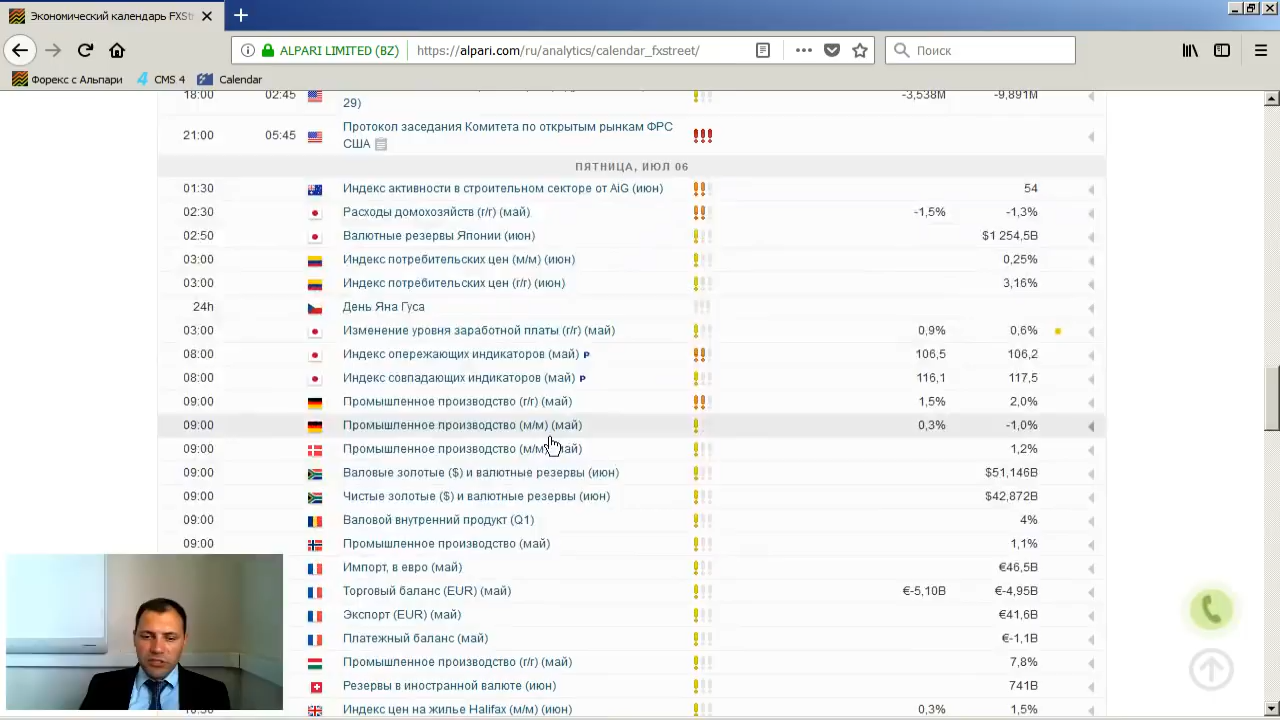 Экономический календарь FXStr
ALPARI LIMITED (BZ)
https://alpari.com/ru/analytics/calendar_fxstreet/
Поиск
Форекс с Альпари
CMS 4
Calendar
18:00 02:45 29) -3,538M -9,891M
21:00 05:45 Протокол заседания Комитета по открытым рынкам ФРС
США
ПЯТНИЦА, ИЮЛ 06
01:30 Индекс активности в строительном секторе от AiG (июн) 54
02:30 Расходы домохозяйств (г/г) (май) -1,5% -1,3%
02:50 Валютные резервы Японии (июн) $1 254,5B
03:00 Индекс потребительских цен (м/м) (июн) 0,25%
03:00 Индекс потребительских цен (г/г) (июн) 3,16%
24h День Яна Гуса
03:00 Изменение уровня заработной платы (г/г) (май) 0,9% 0,6%
08:00 Индекс опережающих индикаторов (май) P 106,5
08:00 Индекс совпадающих индикаторов (май) P 116,1 117,5
09:00 Промышленное производство (г/г) (май) 1,5% 2,0%
09:00 Промышленное производство (м/м) (май) 0,3% -1,0%
09:00 Промышленное производство (м/м)
09:00 Валовые золотые ($) и валютные резервы (июн)
09:00 Чистые золотые ($) и валютные резервы (июн) $42,872B
09:00 Валовой внутренний продукт (Q1) 4%
09:00 Промышленное производство (май) 1,1%
Импорт, в евро (май) €46,5B
Торговый баланс (EUR) (май) €-5,10B €-4,95B
Экспорт (EUR) (май) €41,6B
Платежный баланс (май) €-1,1B
Промышленное производство (г/г) (май)
Резервы в иностранной валюте (июн) 741B
Индекс цен на жилье Halifax (м/м) (июн) 0,3% 1,5%